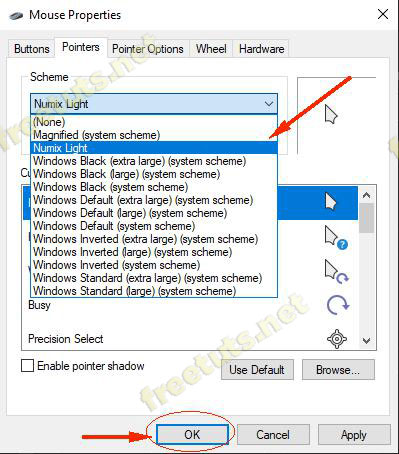 Mouse Properties
Buttons Pointers Pointer Options Wheel Hardware
Scheme
Numix Light
(None)
Magnified (system scheme)
Numix Light
Windows Black (extra large) (system scheme)
Windows Black (large) (system scheme)
Windows Black (system scheme)
Windows Default (extra large) (system scheme)
Windows Default (large) (system scheme)
Windows Default (system scheme)
Windows Inverted (extra large) (system scheme)
Windows Inverted (large) (system scheme)
Windows Inverted (system scheme)
Windows Standard (extra large) (system scheme)
Windows Standard (large) (system scheme)
Busy
Precision Select
Enable pointer shadow
Use Default
Browse...
OK
Cancel
Apply
freetuts.net
freetuts.net